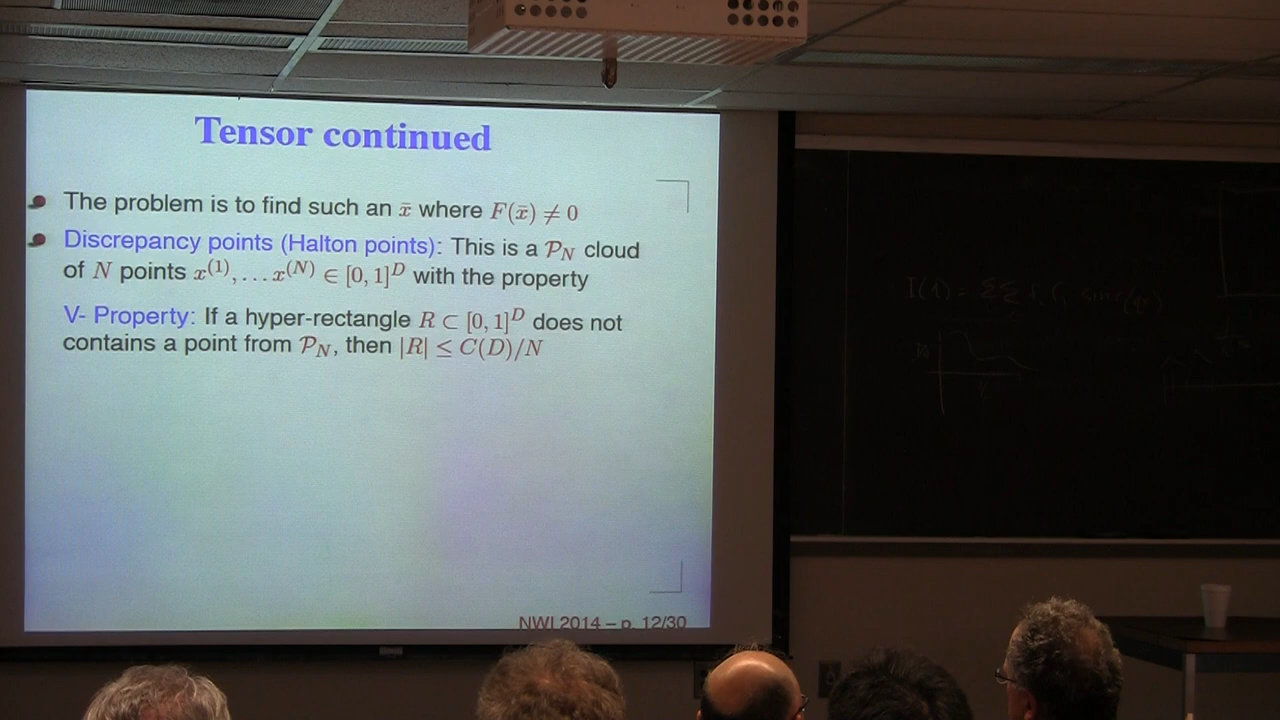 Tensor continued
The problem is to find such an x̄ where F(x̄) ≠ 0
Discrepancy points (Halton points): This is a 𝒫_N cloud
of N points x^(1), . . . x^(N) ∈ [0, 1]^D with the property
V- Property: If a hyper-rectangle R ⊂ [0, 1]^D does not
contains a point from 𝒫_N, then |R| ≤ C(D)/N
NWI 2014 – p. 12/30